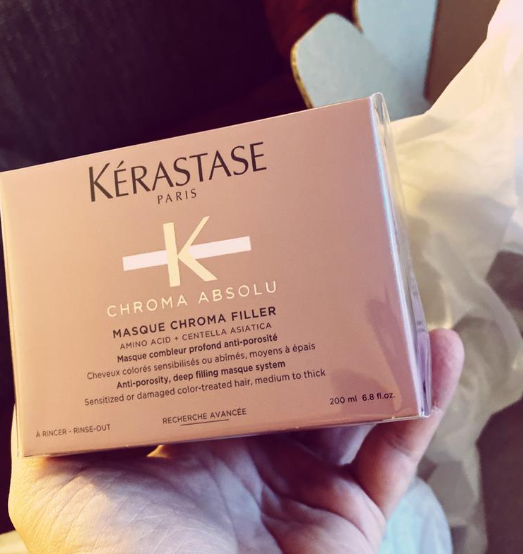 KÉRASTASE
PARIS
K
CHROMA ABSOLU
MASQUE CHROMA FILLER
AMINO ACID + CENTELLA ASIATICA
Masque combleur profond anti-porosité
Cheveux colorés sensibilisés ou abîmés, moyens à épais
Anti-porosity, deep filling masque system
Sensitized or damaged color-treated hair, medium to thick
200 ml 6.8 fl.oz.
RECHERCHE AVANCÉE
À RINCER - RINSE-OUT